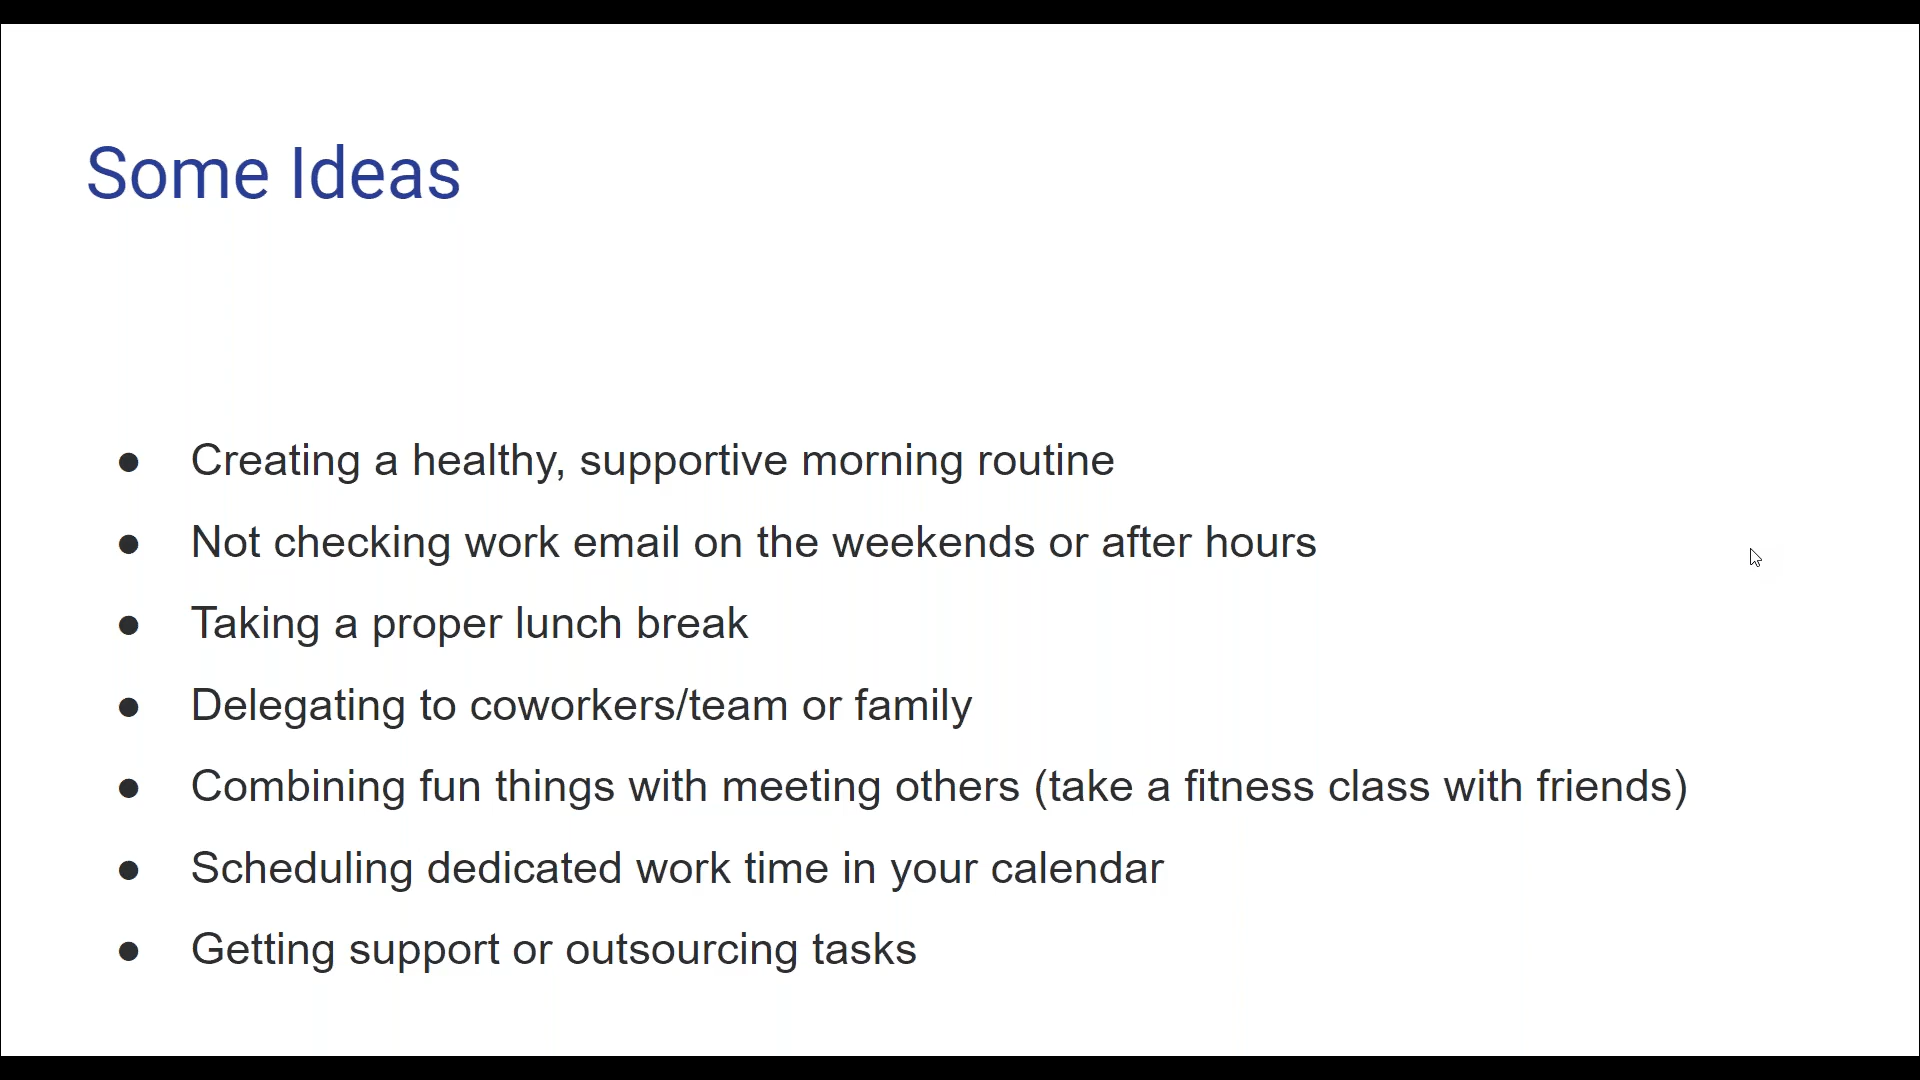 Some Ideas
● Creating a healthy, supportive morning routine
● Not checking work email on the weekends or after hours
● Taking a proper lunch break
● Delegating to coworkers/team or family
● Combining fun things with meeting others (take a fitness class with friends)
● Scheduling dedicated work time in your calendar
● Getting support or outsourcing tasks